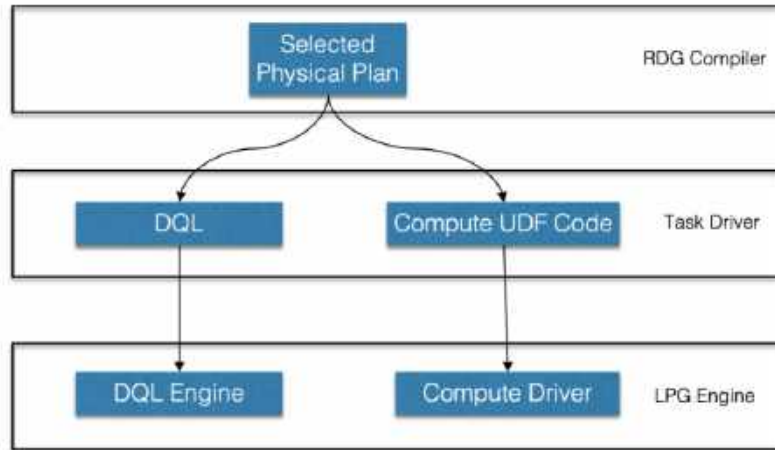 Selected
Physical Plan
RDG Compiler
DQL
Compute UDF Code
Task Driver
DQL Engine
Compute Driver
LPG Engine